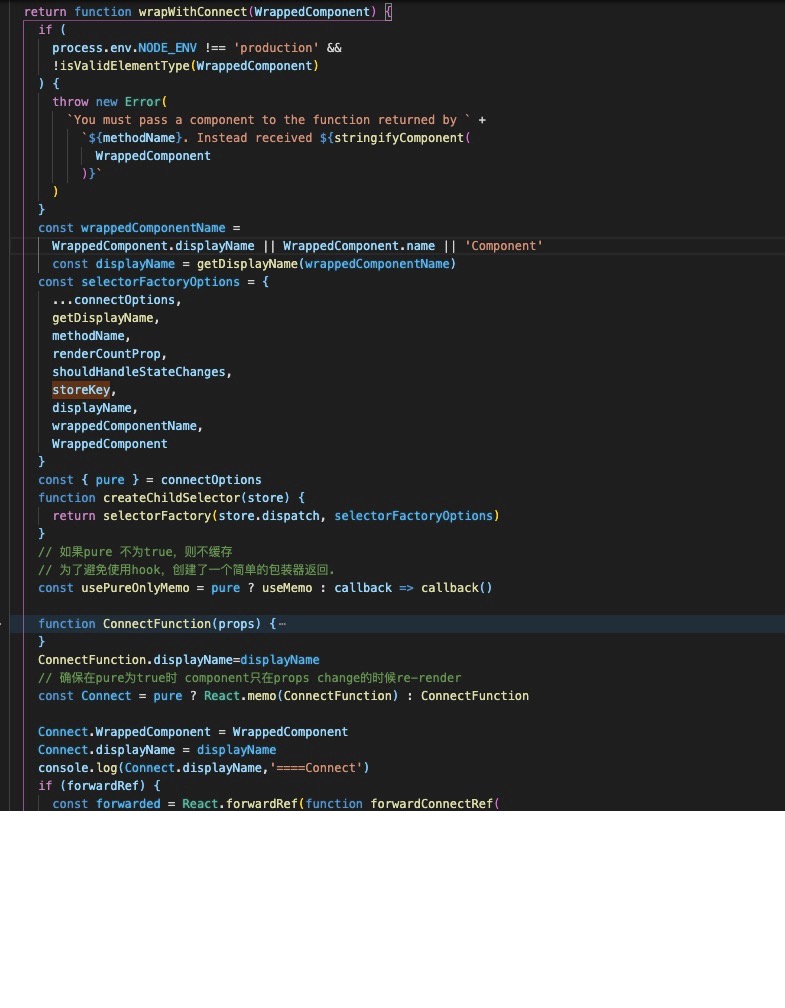 return function wrapWithConnect(WrappedComponent) {
if (
process.env.NODE_ENV !== 'production' &&
!isValidElementType(WrappedComponent)
) {
throw new Error(
`You must pass a component to the function returned by ` +
`${methodName}. Instead received ${stringifyComponent(
WrappedComponent
)}`
)
}
const wrappedComponentName =
WrappedComponent.displayName || WrappedComponent.name || 'Component'
const displayName = getDisplayName(wrappedComponentName)
const selectorFactoryOptions = {
...connectOptions,
getDisplayName,
methodName,
renderCountProp,
shouldHandleStateChanges,
storeKey,
displayName,
wrappedComponentName,
WrappedComponent
}
const { pure } = connectOptions
function createChildSelector(store) {
return selectorFactory(store.dispatch, selectorFactoryOptions)
}
// 如果pure 不为true，则不缓存
// 为了避免使用hook，创建了一个简单的包装器返回.
const usePureOnlyMemo = pure ? useMemo : callback => callback()
function ConnectFunction(props) {⋯
}
ConnectFunction.displayName=displayName
// 确保在pure为true时 component只在props change的时候re-render
const Connect = pure ? React.memo(ConnectFunction) : ConnectFunction
Connect.WrappedComponent = WrappedComponent
Connect.displayName = displayName
console.log(Connect.displayName,'====Connect')
if (forwardRef) {
const forwarded = React.forwardRef(function forwardConnectRef(